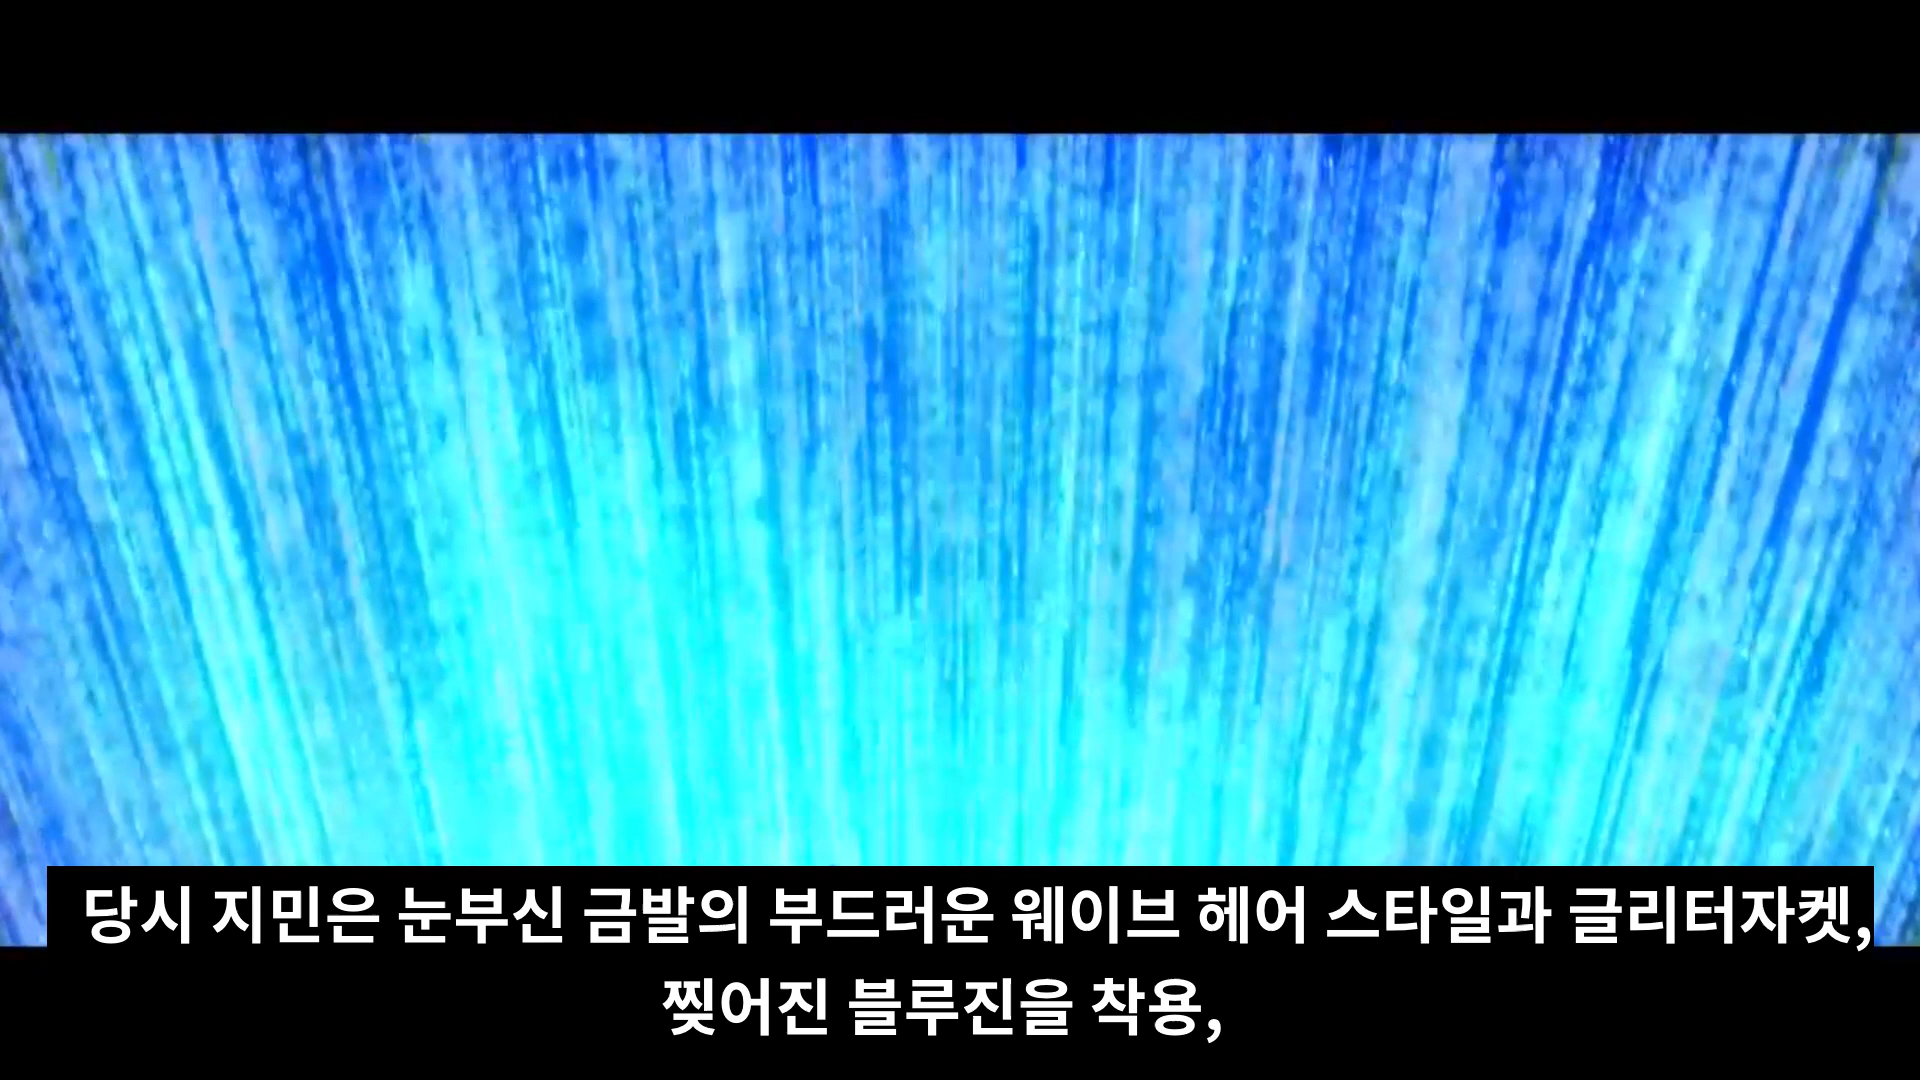 당시 지민은 눈부신 금발의 부드러운 웨이브 헤어 스타일과 글리터자켓,
찢어진 블루진을 착용,